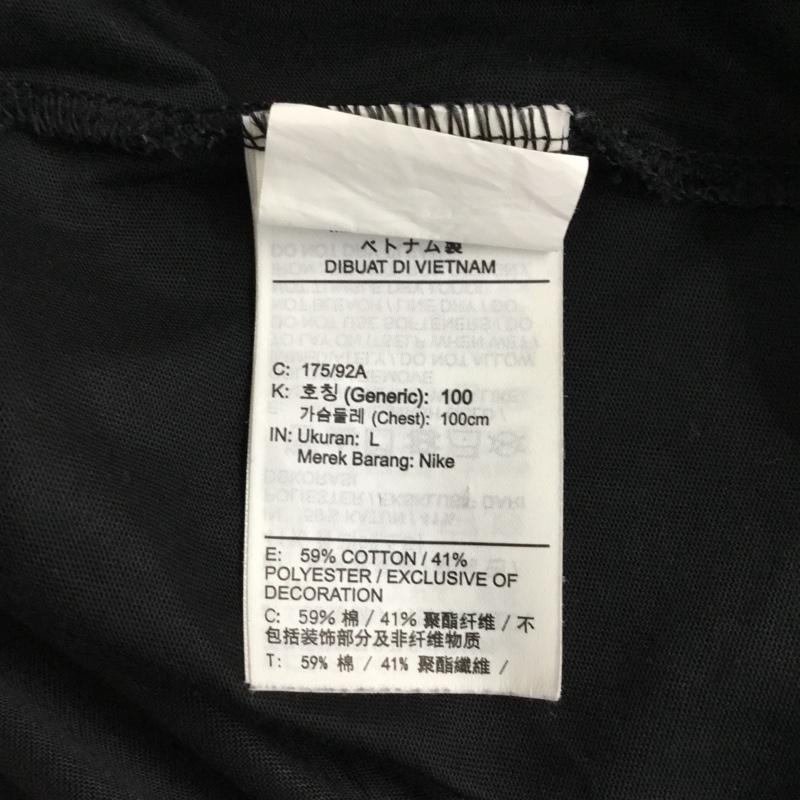 ベトナム製
DIBUAT DI VIETNAM
C: 175/92A
K: 호칭 (Generic): 100
가슴둘레 (Chest): 100cm
IN: Ukuran: L
Merek Barang: Nike
E: 59% COTTON / 41%
POLYESTER / EXCLUSIVE OF
DECORATION
C: 59% 棉 / 41% 聚酯纤维 / 不
包括装饰部分及非纤维物质
T: 59% 棉 / 41% 聚酯纖維 /